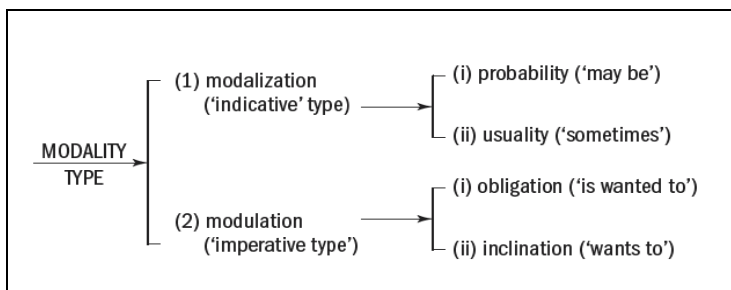 MODALITY
TYPE
(1) modalization
(‘indicative’ type)
(i) probability (‘may be’)
(ii) usuality (‘sometimes’)
(2) modulation
(‘imperative type’)
(i) obligation (‘is wanted to’)
(ii) inclination (‘wants to’)